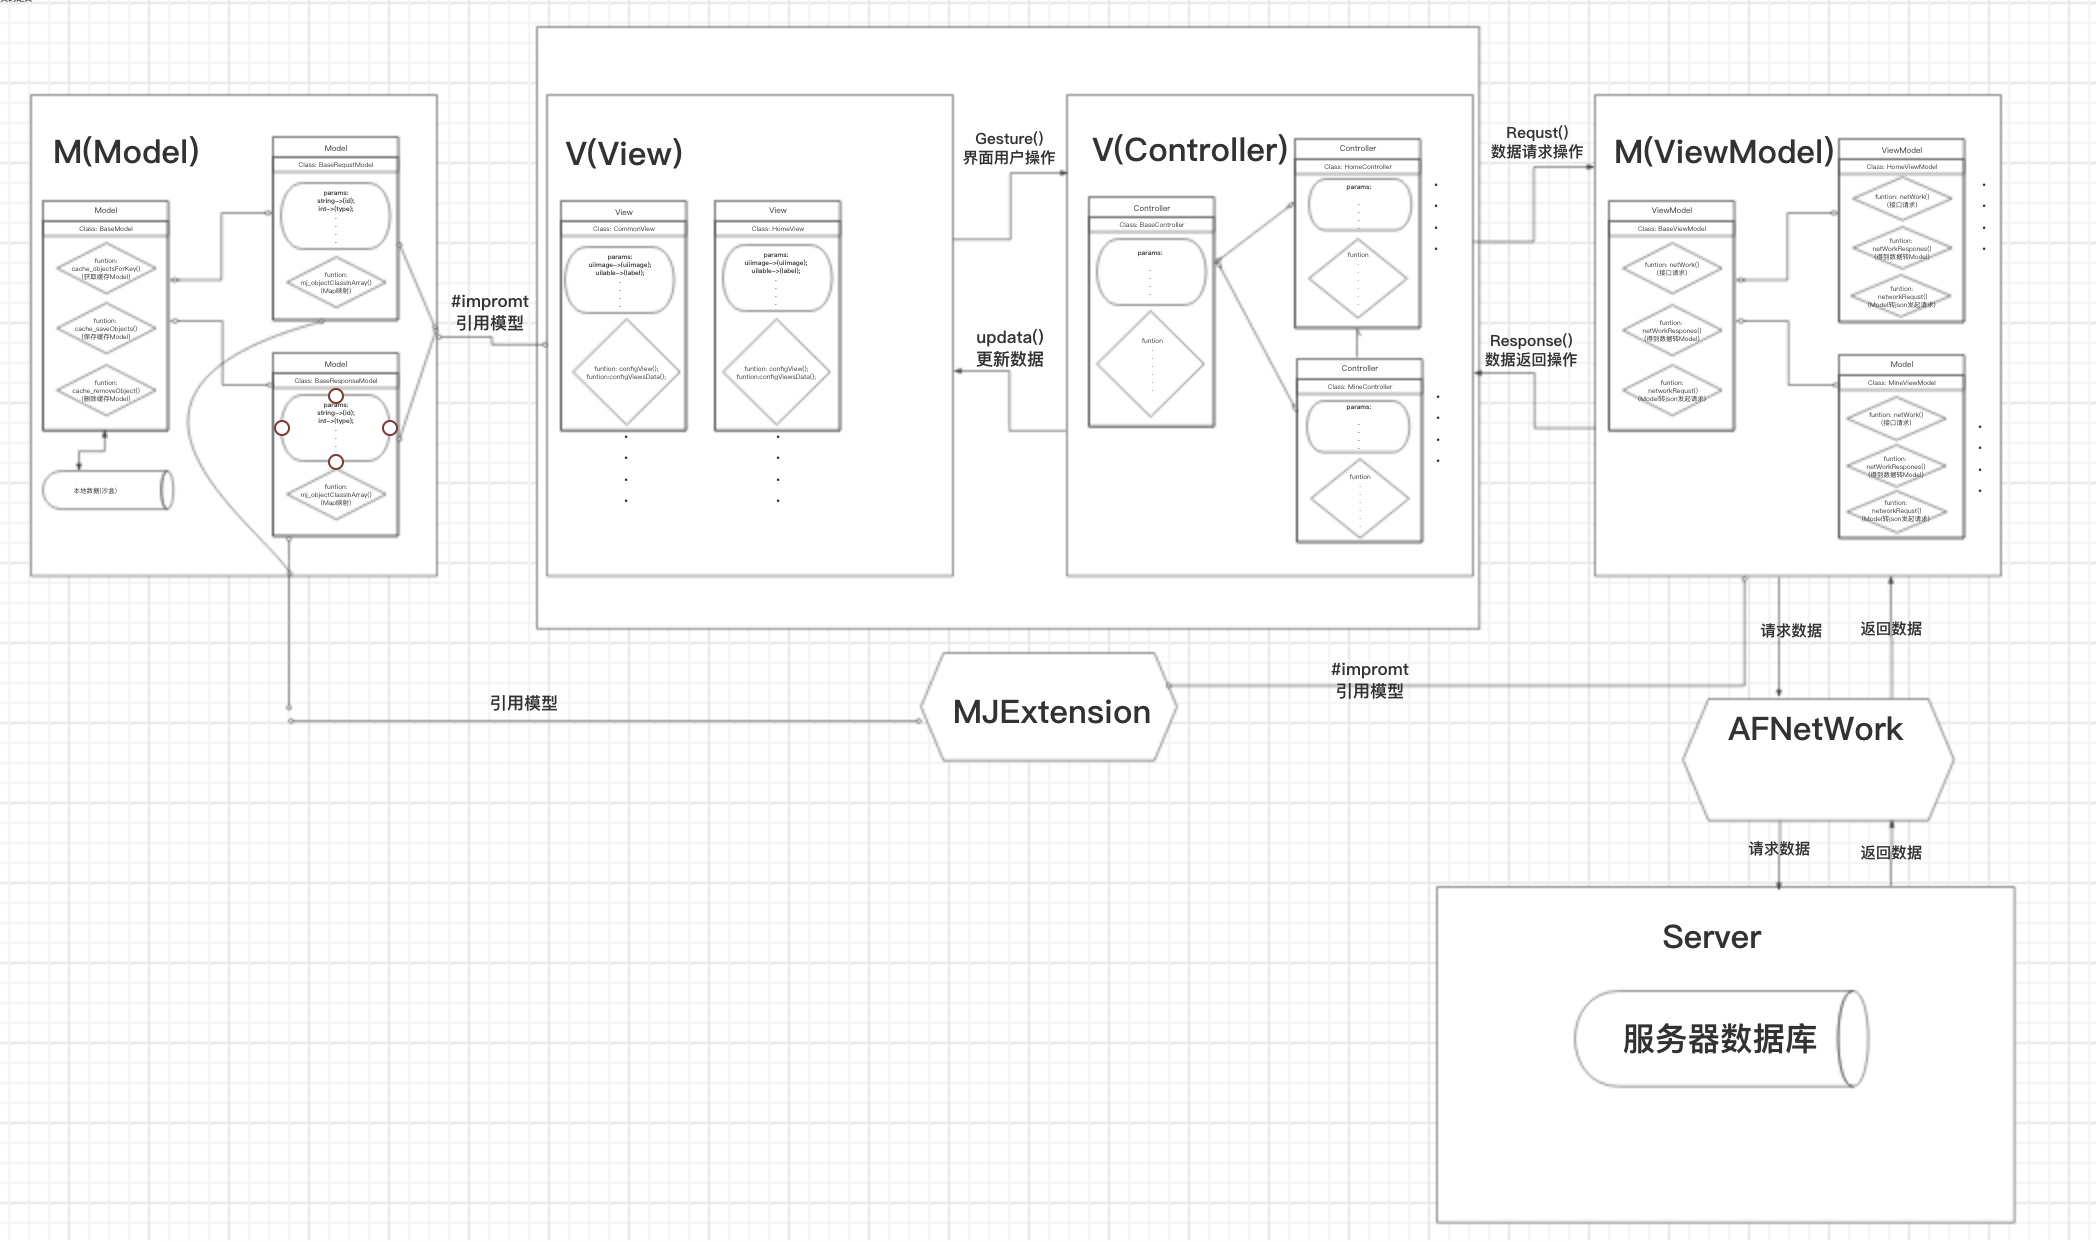 M(Model)
Model
Class: BaseModel
funtion:
cache_objectsForKey()
(获取缓存Model)
funtion:
cache_saveObjects()
(保存缓存Model)
funtion:
cache_removeObject()
(删除缓存Model)
本地数据(沙盒)
Model
Class: BaseRequstModel
params:
string->(id);
int->(type);
funtion:
mj_objectClassInArray()
(Map映射)
Model
Class: BaseResponseModel
params:
string->(id);
int->(type);
funtion:
mj_objectClassInArray()
(Map映射)
#impromt
引用模型
V(View)
View
Class: CommonView
params:
uiimage->(uiimage);
uilable->(label);
funtion: configView();
funtion:configViewsData();
View
Class: HomeView
params:
uiimage->(uiimage);
uilable->(label);
funtion: configView();
funtion:configViewsData();
Gesture()
界面用户操作
updata()
更新数据
V(Controller)
Controller
Class: BaseController
params:
funtion
Controller
Class: HomeController
params:
funtion
Controller
Class: MineController
params:
funtion
Requst()
数据请求操作
Response()
数据返回操作
M(ViewModel)
ViewModel
Class: BaseViewModel
funtion: netWork()
(接口请求)
funtion:
netWorkRespones()
(得到数据转Model)
funtion:
networkRequst()
(Model转json发起请求)
ViewModel
Class: HomeViewModel
funtion: netWork()
(接口请求)
funtion:
netWorkRespones()
(得到数据转Model)
funtion:
networkRequst()
(Model转json发起请求)
Model
Class: MineViewModel
funtion: netWork()
(接口请求)
funtion:
netWorkRespones()
(得到数据转Model)
funtion:
networkRequst()
(Model转json发起请求)
请求数据
返回数据
引用模型
MJExtension
#impromt
引用模型
AFNetWork
请求数据
返回数据
Server
服务器数据库